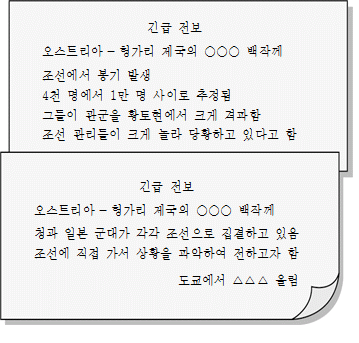 긴급 전보
오스트리아 - 헝가리 제국의 ○○○ 백작께
조선에서 봉기 발생
4천 명에서 1만 명 사이로 추정됨
그들이 관군을 황토현에서 크게 격파함
조선 관리들이 크게 놀라 당황하고 있다고 함
긴급 전보
오스트리아 - 헝가리 제국의 ○○○ 백작께
청과 일본 군대가 각각 조선으로 집결하고 있음
조선에 직접 가서 상황을 파악하여 전하고자 함
도쿄에서 △△△ 올림